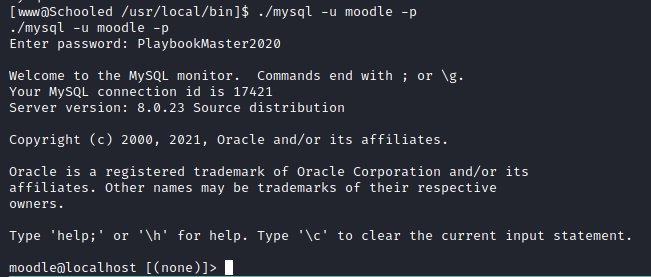 [www@Schooled /usr/local/bin]$ ./mysql -u moodle -p
./mysql -u moodle -p
Enter password: PlaybookMaster2020
Welcome to the MySQL monitor.  Commands end with ; or \g.
Your MySQL connection id is 17421
Server version: 8.0.23 Source distribution
Copyright (c) 2000, 2021, Oracle and/or its affiliates.
Oracle is a registered trademark of Oracle Corporation and/or its
affiliates. Other names may be trademarks of their respective
owners.
Type 'help;' or '\h' for help. Type '\c' to clear the current input statement.
moodle@localhost [(none)]>